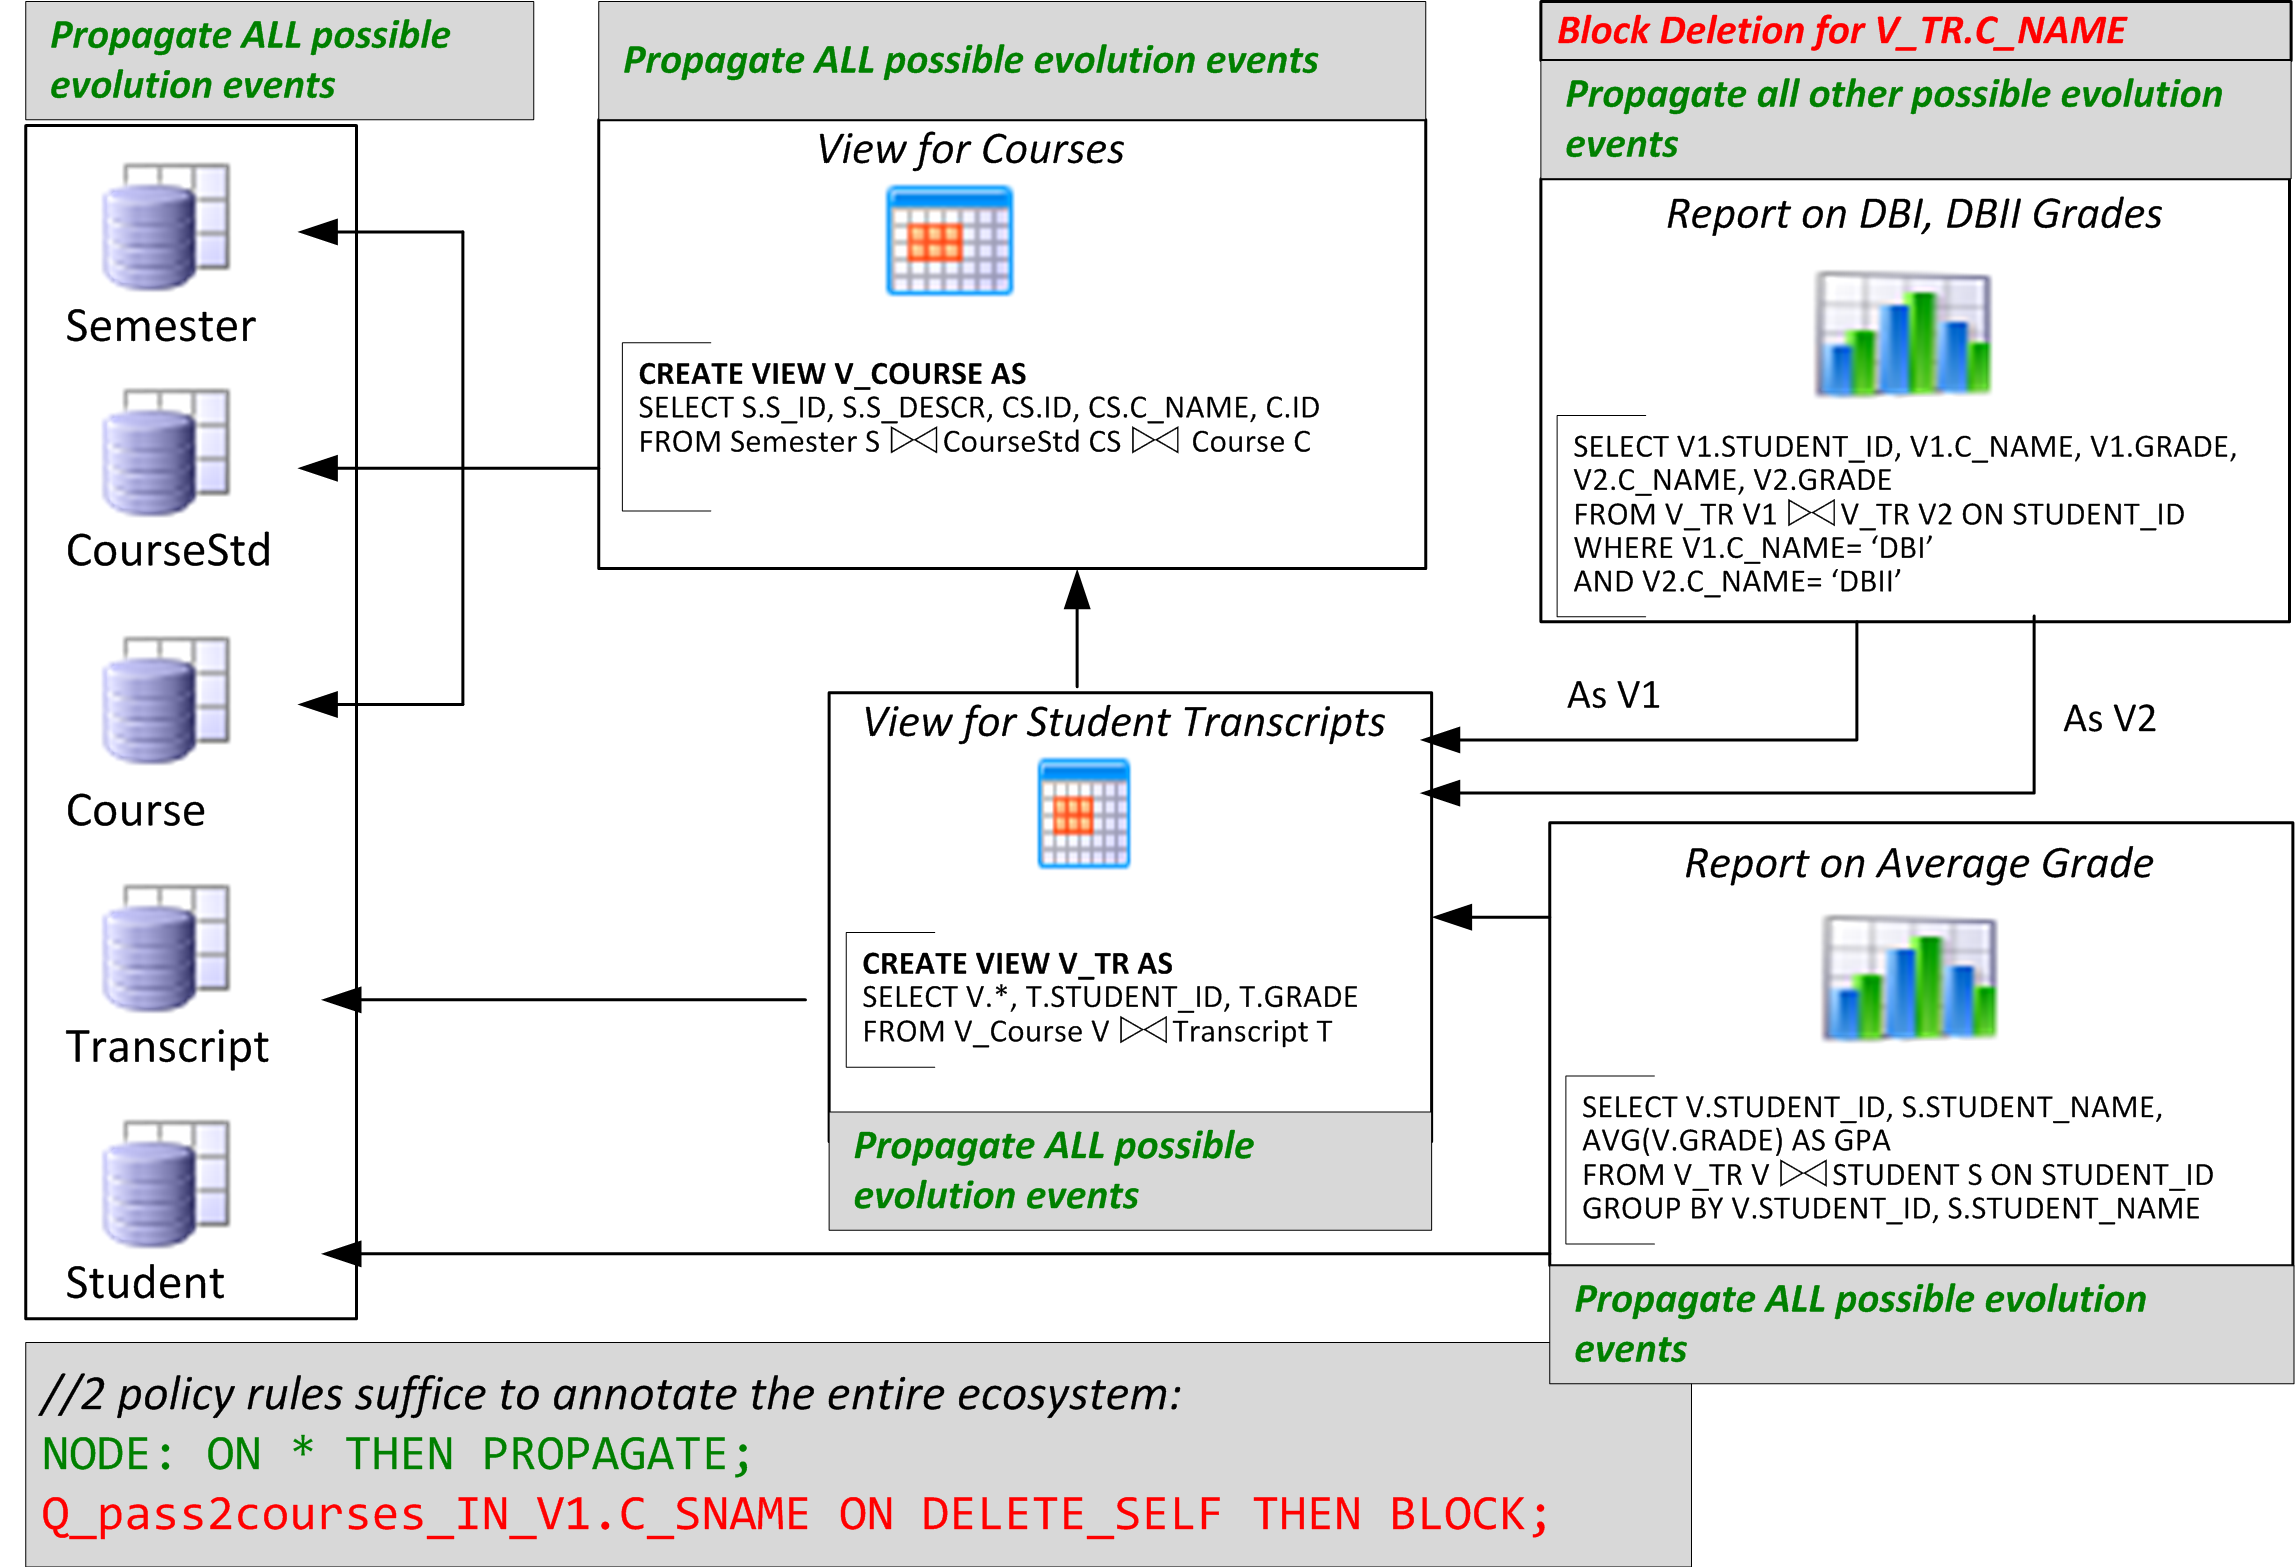 Propagate ALL possible
evolution events
Semester
CourseStd
Course
Transcript
Student
Propagate ALL possible evolution events
View for Courses
CREATE VIEW V_COURSE AS
SELECT S.S_ID, S.S_DESCR, CS.ID, CS.C_NAME, C.ID
FROM Semester S ⋈ CourseStd CS ⋈ Course C
View for Student Transcripts
CREATE VIEW V_TR AS
SELECT V.*, T.STUDENT_ID, T.GRADE
FROM V_Course V ⋈ Transcript T
Propagate ALL possible
evolution events
Block Deletion for V_TR.C_NAME
Propagate all other possible evolution
events
Report on DBI, DBII Grades
SELECT V1.STUDENT_ID, V1.C_NAME, V1.GRADE,
V2.C_NAME, V2.GRADE
FROM V_TR V1 ⋈ V_TR V2 ON STUDENT_ID
WHERE V1.C_NAME= ‘DBI’
AND V2.C_NAME= ‘DBII’
As V1
As V2
Report on Average Grade
SELECT V.STUDENT_ID, S.STUDENT_NAME,
AVG(V.GRADE) AS GPA
FROM V_TR V ⋈ STUDENT S ON STUDENT_ID
GROUP BY V.STUDENT_ID, S.STUDENT_NAME
Propagate ALL possible evolution
events
//2 policy rules suffice to annotate the entire ecosystem:
NODE: ON * THEN PROPAGATE;
Q_pass2courses_IN_V1.C_SNAME ON DELETE_SELF THEN BLOCK;